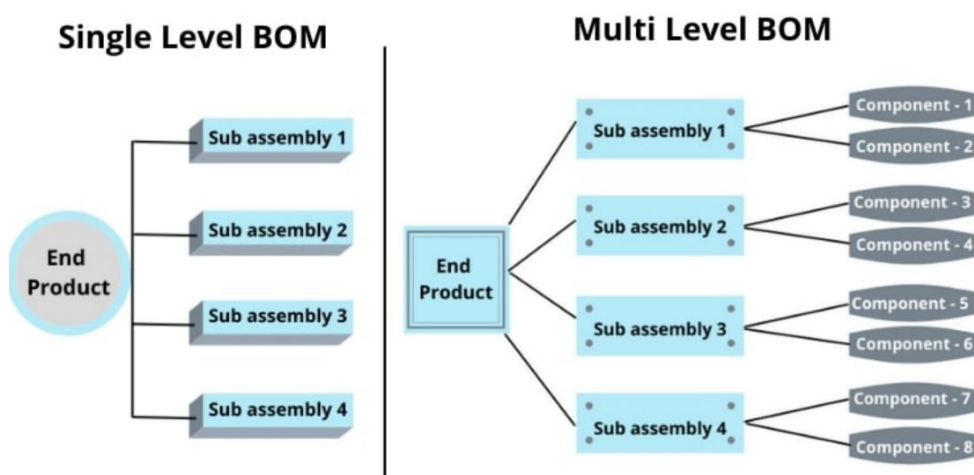 Single Level BOM
End
Product
Sub assembly 1
Sub assembly 2
Sub assembly 3
Sub assembly 4
Multi Level BOM
End
Product
Sub assembly 1
Sub assembly 2
Sub assembly 3
Sub assembly 4
Component - 1
Component - 2
Component - 3
Component - 4
Component - 5
Component - 6
Component - 7
Component - 8